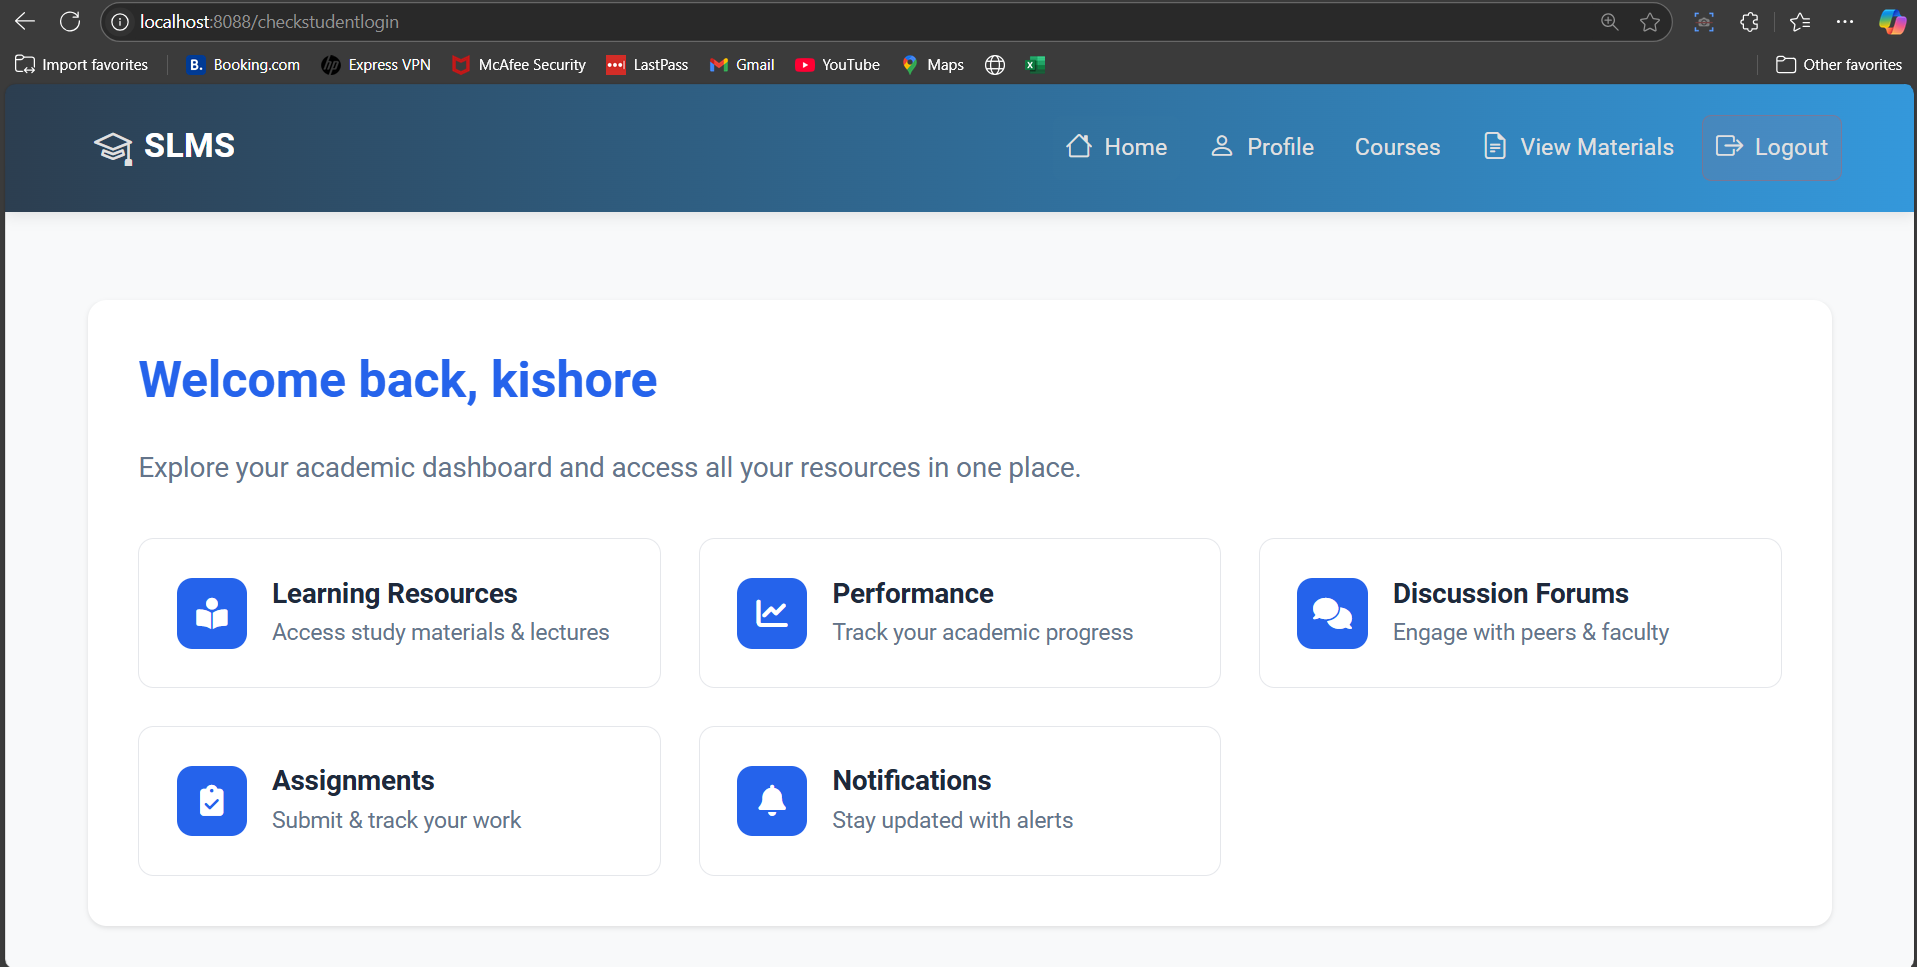 localhost:8088/checkstudentlogin
Import favorites B. Booking.com hp Express VPN McAfee Security LastPass Gmail YouTube Maps Other favorites
SLMS Home Profile Courses View Materials Logout
Welcome back, kishore
Explore your academic dashboard and access all your resources in one place.
Learning Resources
Access study materials & lectures
Performance
Track your academic progress
Discussion Forums
Engage with peers & faculty
Assignments
Submit & track your work
Notifications
Stay updated with alerts